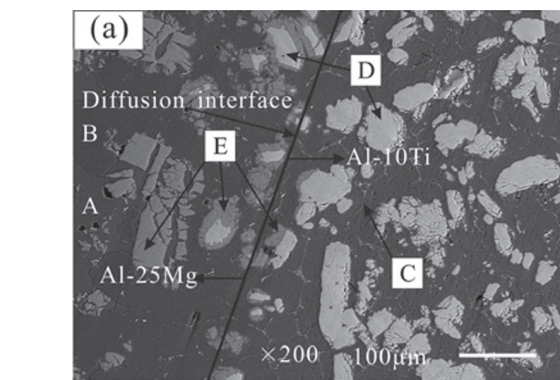 (a)
D
Diffusion interface
B
E
Al-10Ti
A
C
Al-25Mg
×200 100μm